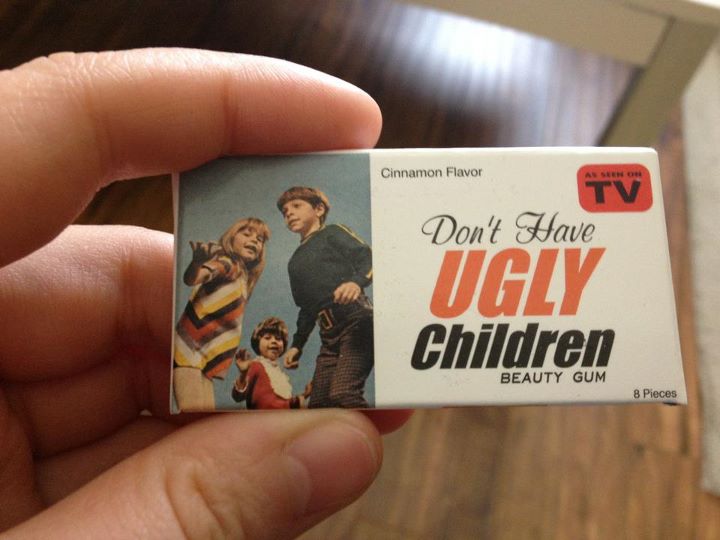 Cinnamon Flavor
AS SEEN ON
TV
Don't Have
UGLY
Children
BEAUTY GUM
8 Pieces